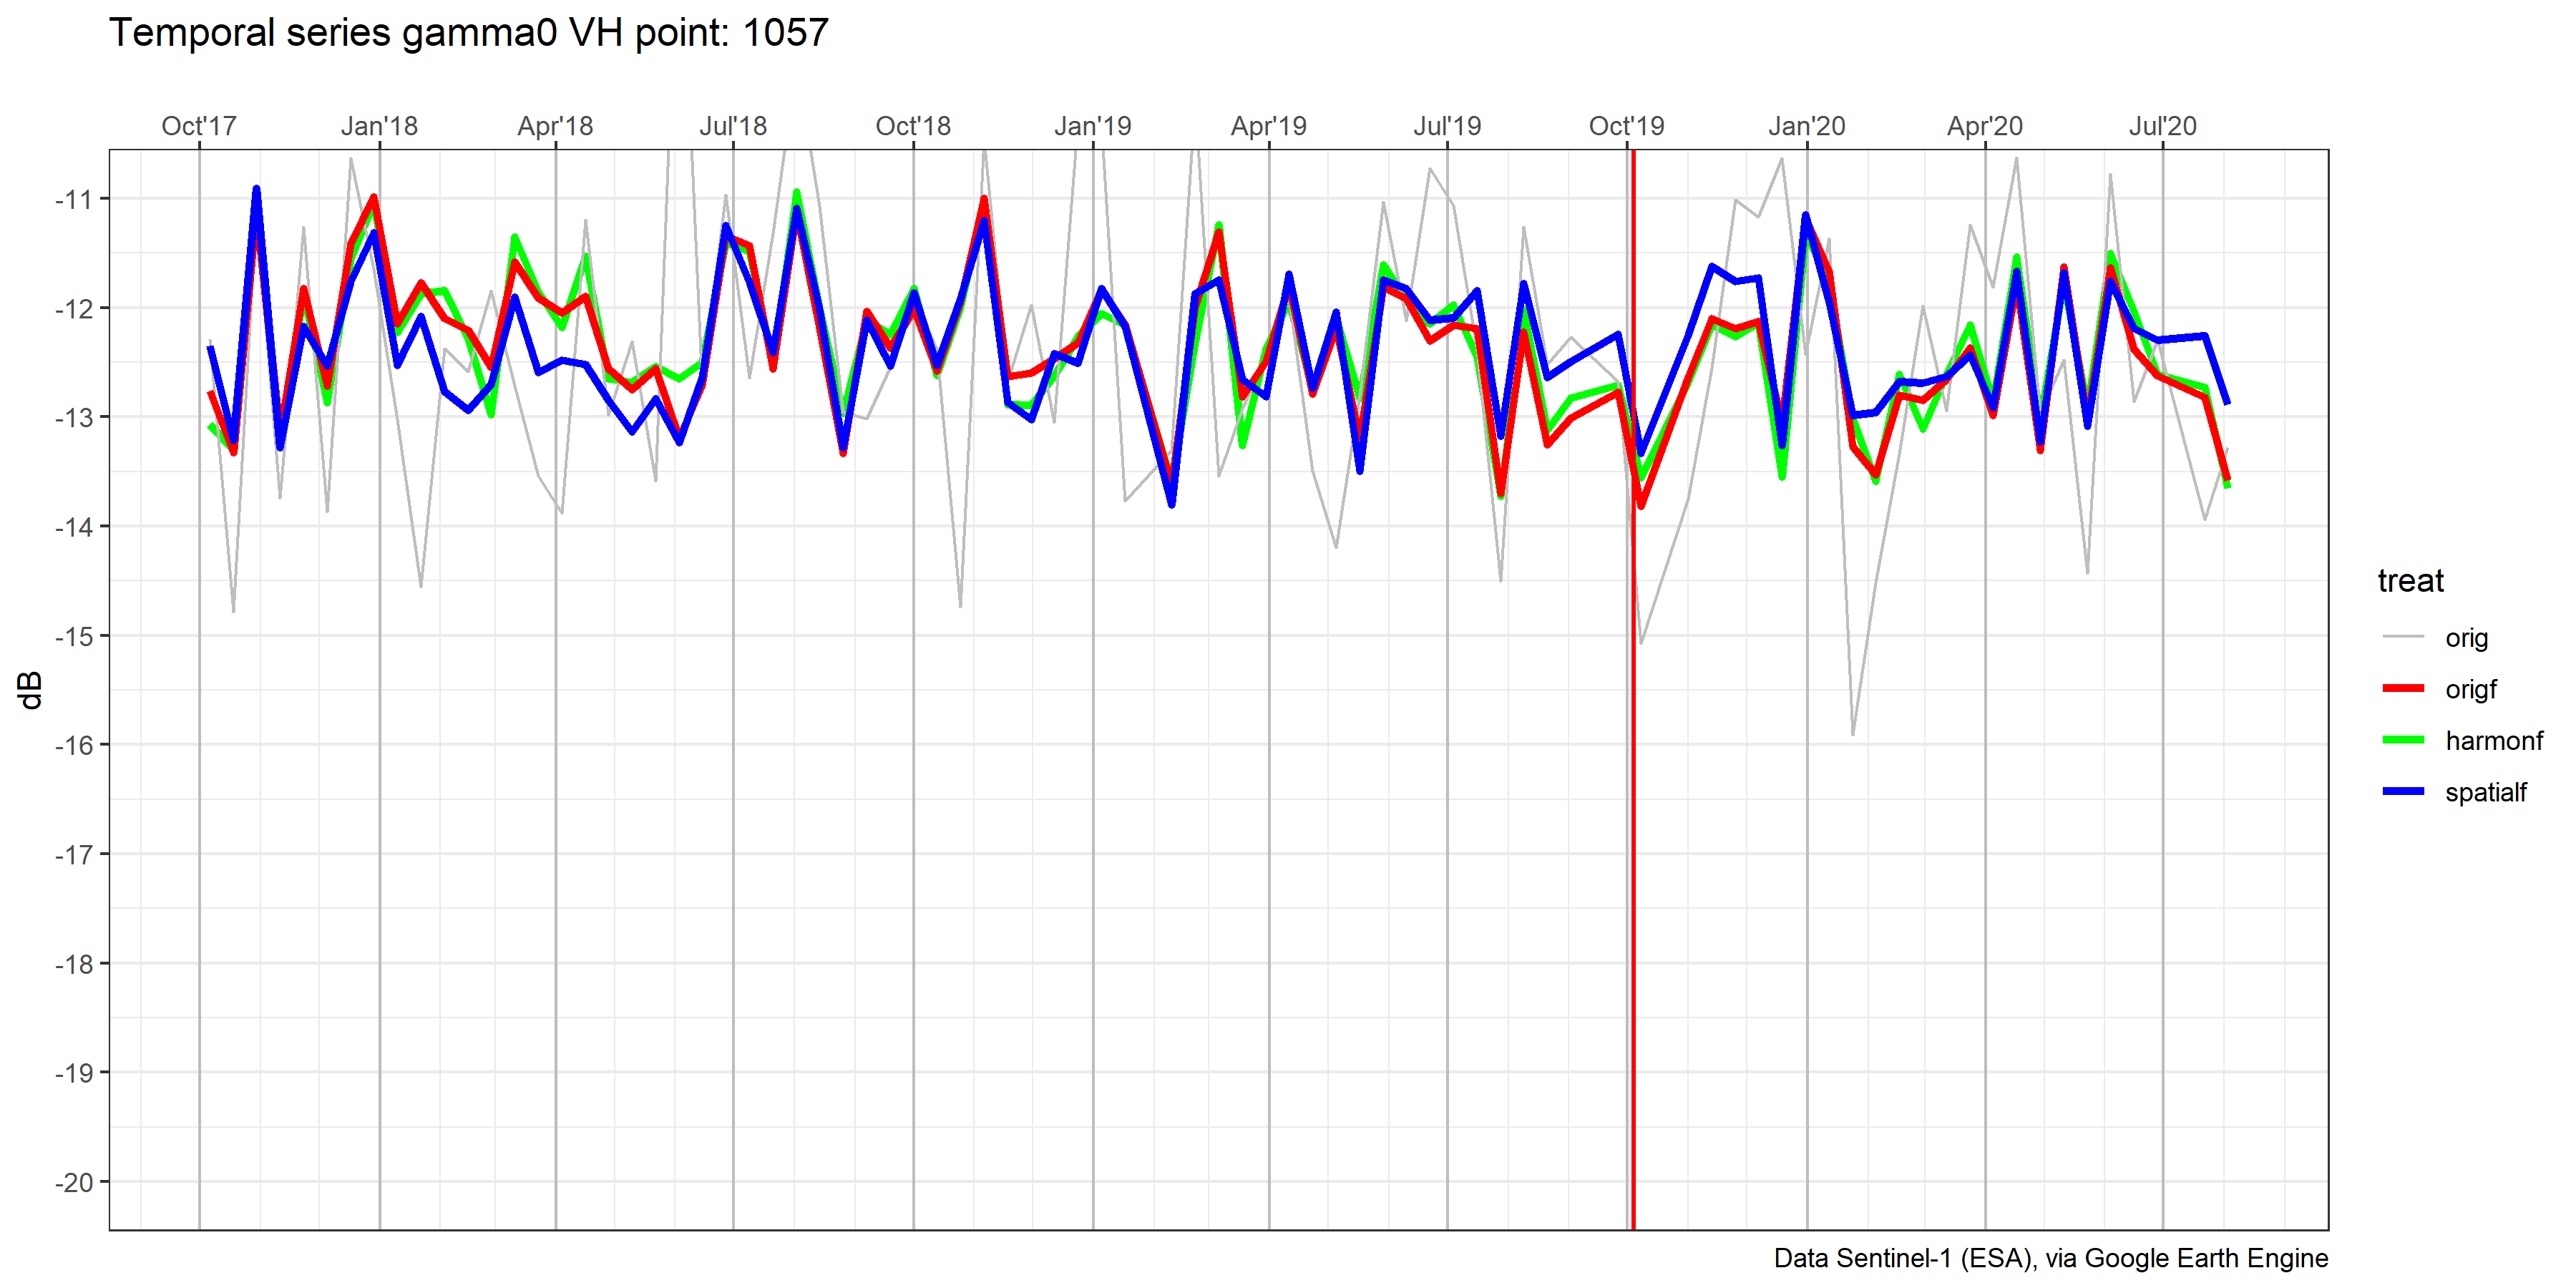 Temporal series gamma0 VH point: 1057
Oct'17 Jan'18 Apr'18 Jul'18 Oct'18 Jan'19 Apr'19 Jul'19 Oct'19 Jan'20 Apr'20 Jul'20
-11
-12
-13
-14
-15
-16
-17
-18
-19
-20
dB
treat
orig
origf
harmonf
spatialf
Data Sentinel-1 (ESA), via Google Earth Engine